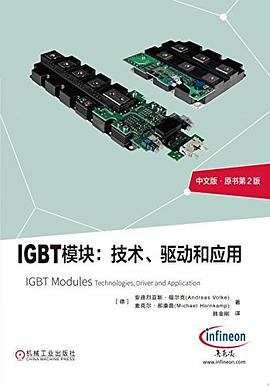 中文版·原书第2版
IGBT模块：技术、驱动和应用
IGBT Modules Technologies, Driver and Application
[德] 安德烈亚斯·福尔克(Andreas Volke) 著
麦克尔·郝康普(Michael Hornkamp)
韩金刚 译
infineon
英飞凌
www.infineon.com
机械工业出版社
CHINA MACHINE PRESS